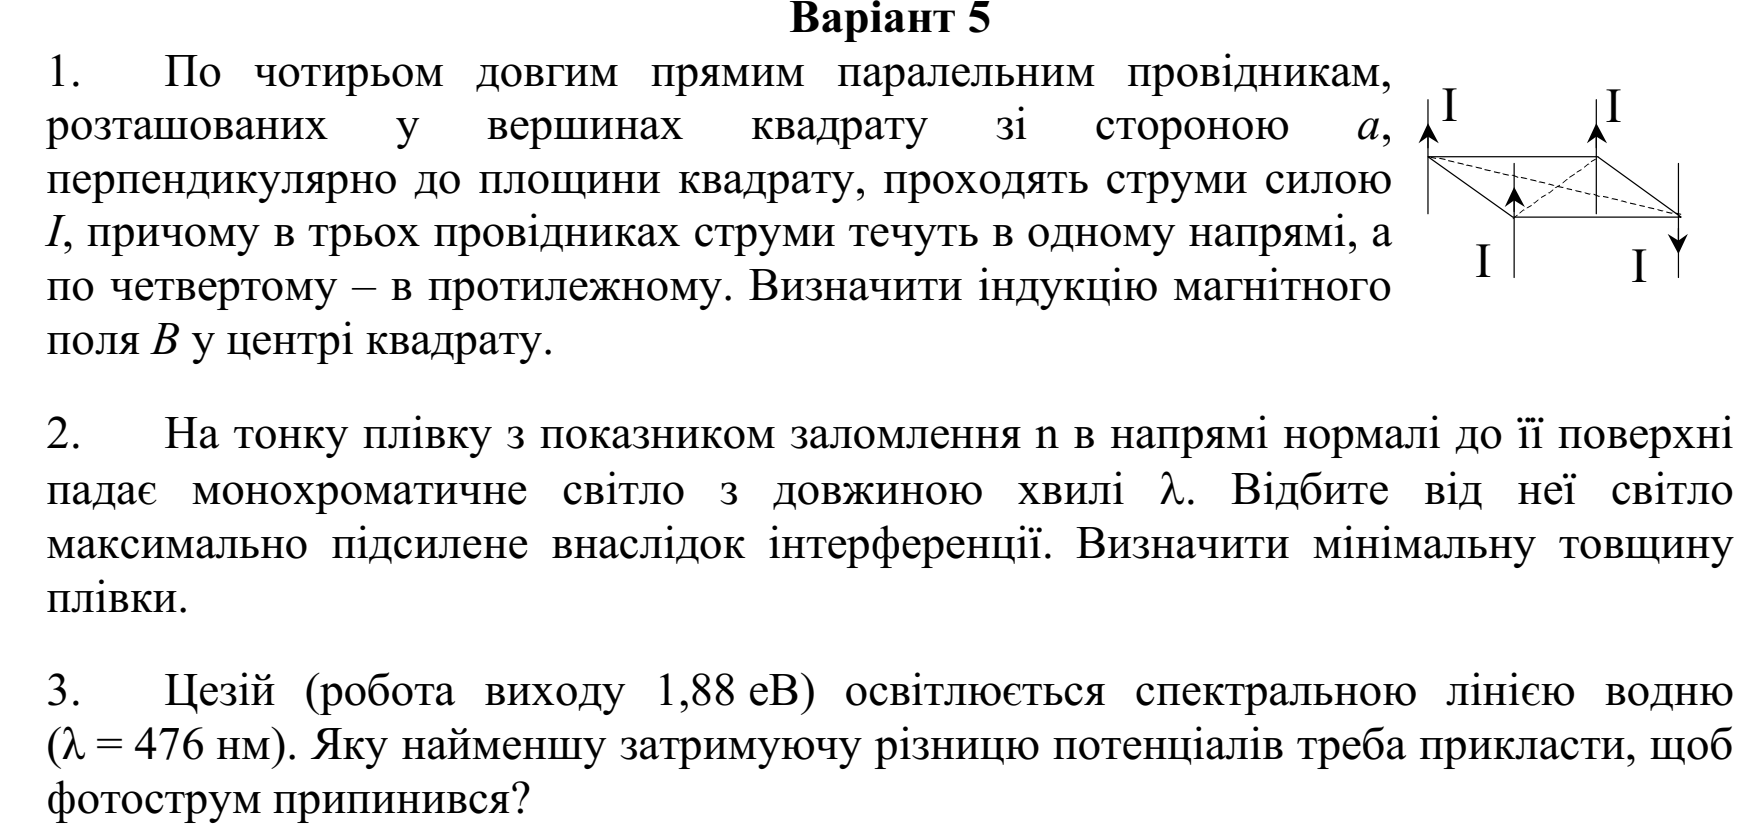 Варіант 5
1. По чотирьом довгим прямим паралельним провідникам,
розташованих у вершинах квадрату зі стороною a,
перпендикулярно до площини квадрату, проходять струми силою
I, причому в трьох провідниках струми течуть в одному напрямі, а
по четвертому – в протилежному. Визначити індукцію магнітного
поля B у центрі квадрату.
I I
I I
2. На тонку плівку з показником заломлення n в напрямі нормалі до її поверхні
падає монохроматичне світло з довжиною хвилі λ. Відбите від неї світло
максимально підсилене внаслідок інтерференції. Визначити мінімальну товщину
плівки.
3. Цезій (робота виходу 1,88 еВ) освітлюється спектральною лінією водню
(λ = 476 нм). Яку найменшу затримуючу різницю потенціалів треба прикласти, щоб
фотострум припинився?